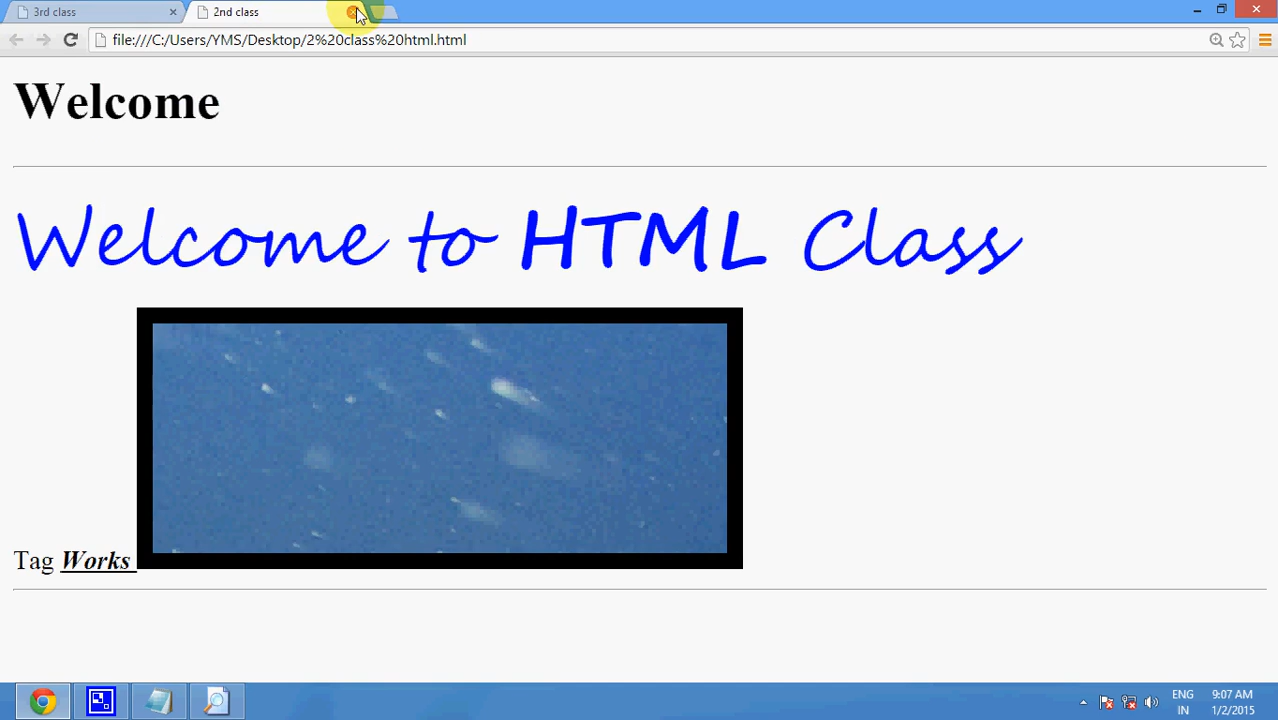 3rd class
2nd class
file:///C:/Users/YMS/Desktop/2%20class%20html.html
Welcome
Welcome to HTML Class
Tag Works
ENG
IN
9:07 AM
1/2/2015